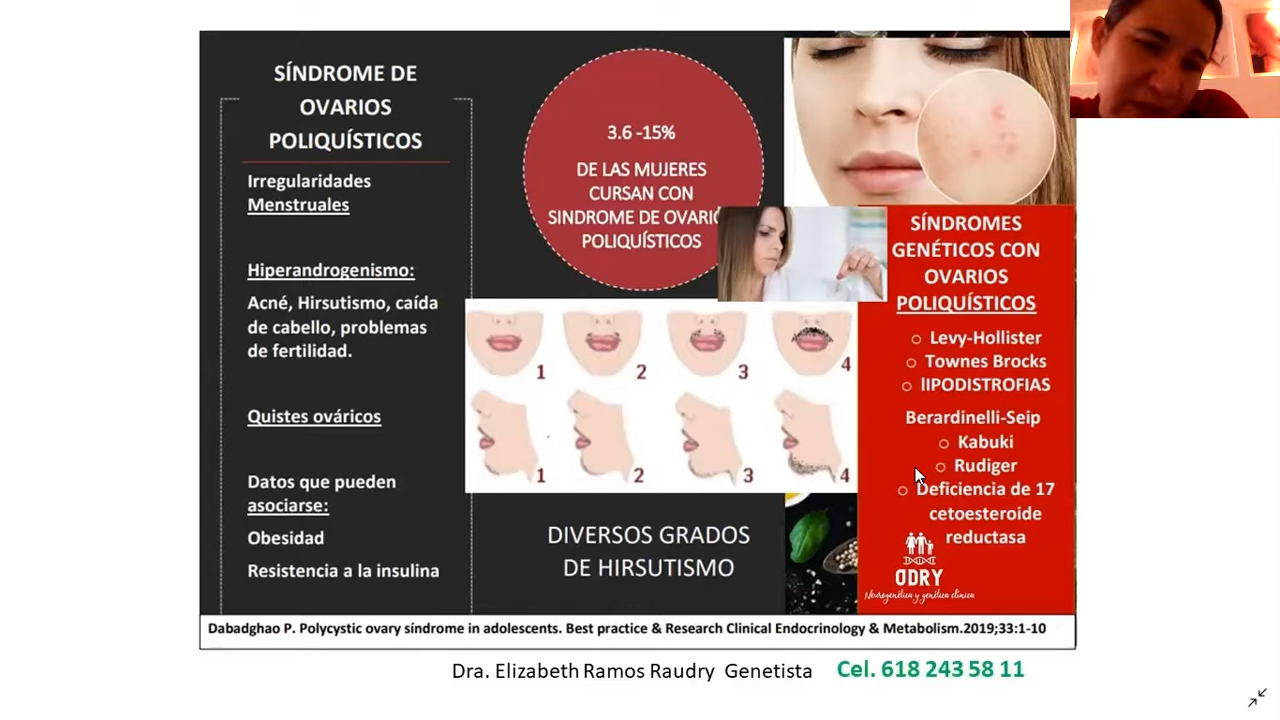 SÍNDROME DE
OVARIOS
POLIQUÍSTICOS
Irregularidades
Menstruales
Hiperandrogenismo:
Acné, Hirsutismo, caída
de cabello, problemas
de fertilidad.
Quistes ováricos
Datos que pueden
asociarse:
Obesidad
Resistencia a la insulina
3.6 -15%
DE LAS MUJERES
CURSAN CON
SINDROME DE OVARIO
POLIQUÍSTICOS
1 2 3 4
1 2 3 4
DIVERSOS GRADOS
DE HIRSUTISMO
SÍNDROMES
GENÉTICOS CON
OVARIOS
POLIQUÍSTICOS
Levy-Hollister
Townes Brocks
lIPODISTROFIAS
Berardinelli-Seip
Kabuki
Rudiger
Deficiencia de 17
cetoesteroide
reductasa
ODRY
Neurogenética y genética clínica
Dabadghao P. Polycystic ovary síndrome in adolescents. Best practice & Research Clinical Endocrinology & Metabolism.2019;33:1-10
Dra. Elizabeth Ramos Raudry Genetista Cel. 618 243 58 11